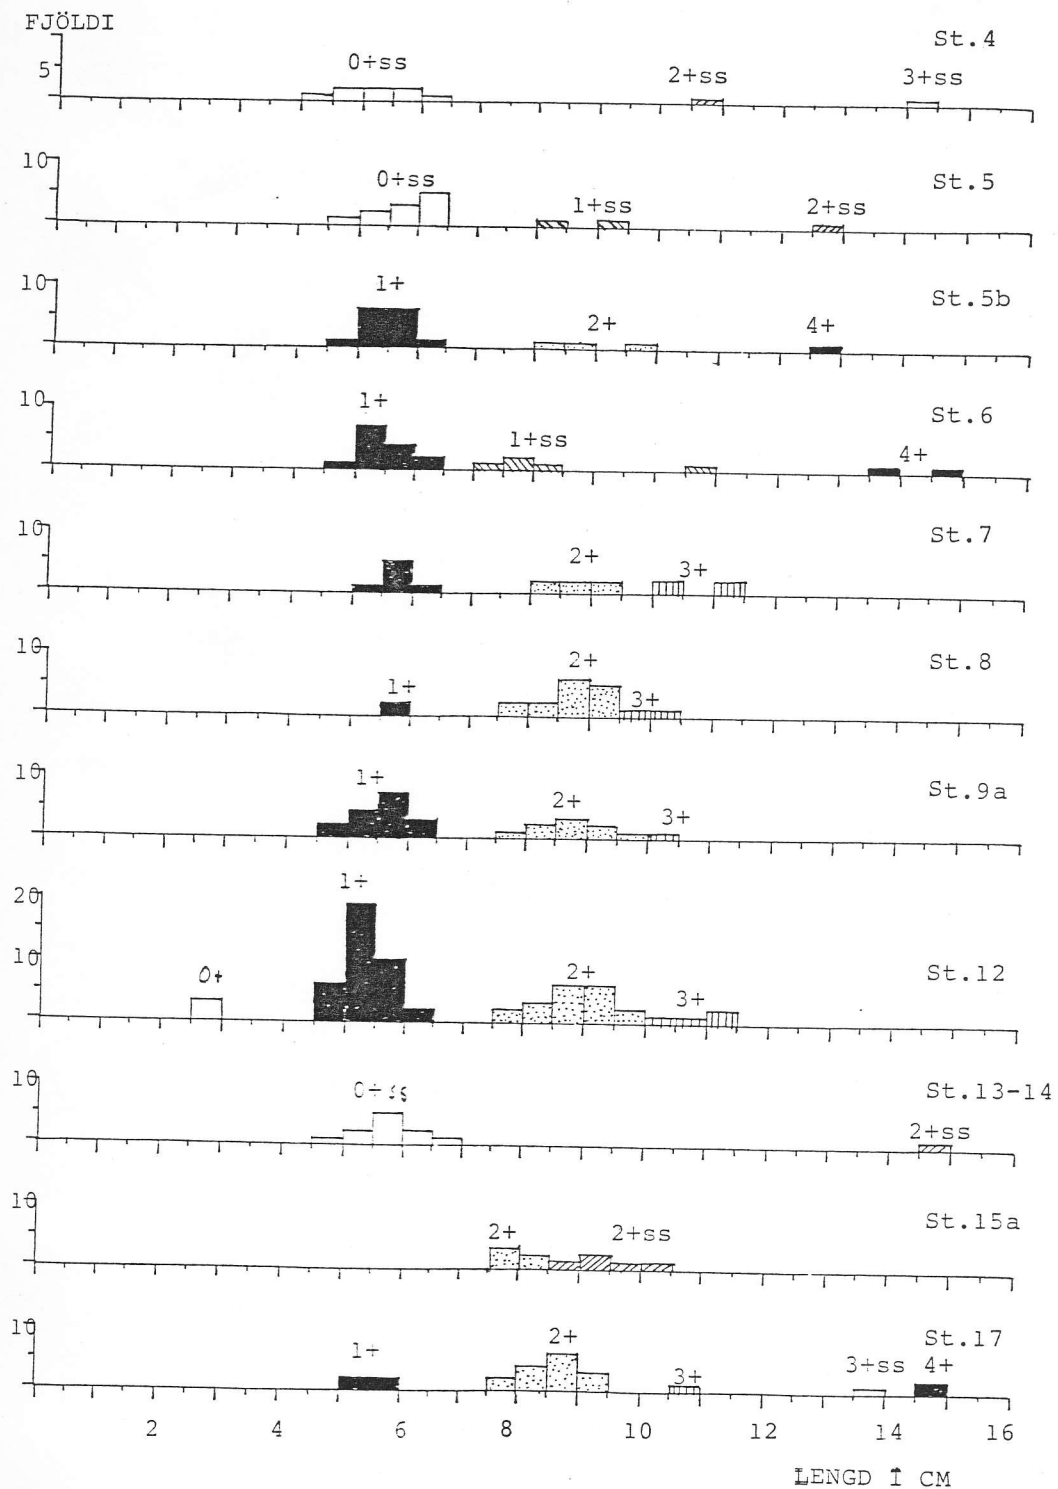 FJÖLDI
St.4
5
0+ss 2+ss 3+ss
10
St.5
0+ss 1+ss 2+ss
10
St.5b
1+ 2+ 4+
10
St.6
1+ 1+ss 4+
10
St.7
2+ 3+
10
St.8
1+ 2+ 3+
10
St.9a
1+ 2+ 3+
20
1+
10
St.12
0+ 2+ 3+
10
St.13-14
0+ss 2+ss
10
St.15a
2+ 2+ss
10
St.17
1+ 2+ 3+ 3+ss 4+
2 4 6 8 10 12 14 16
LENGD Í CM